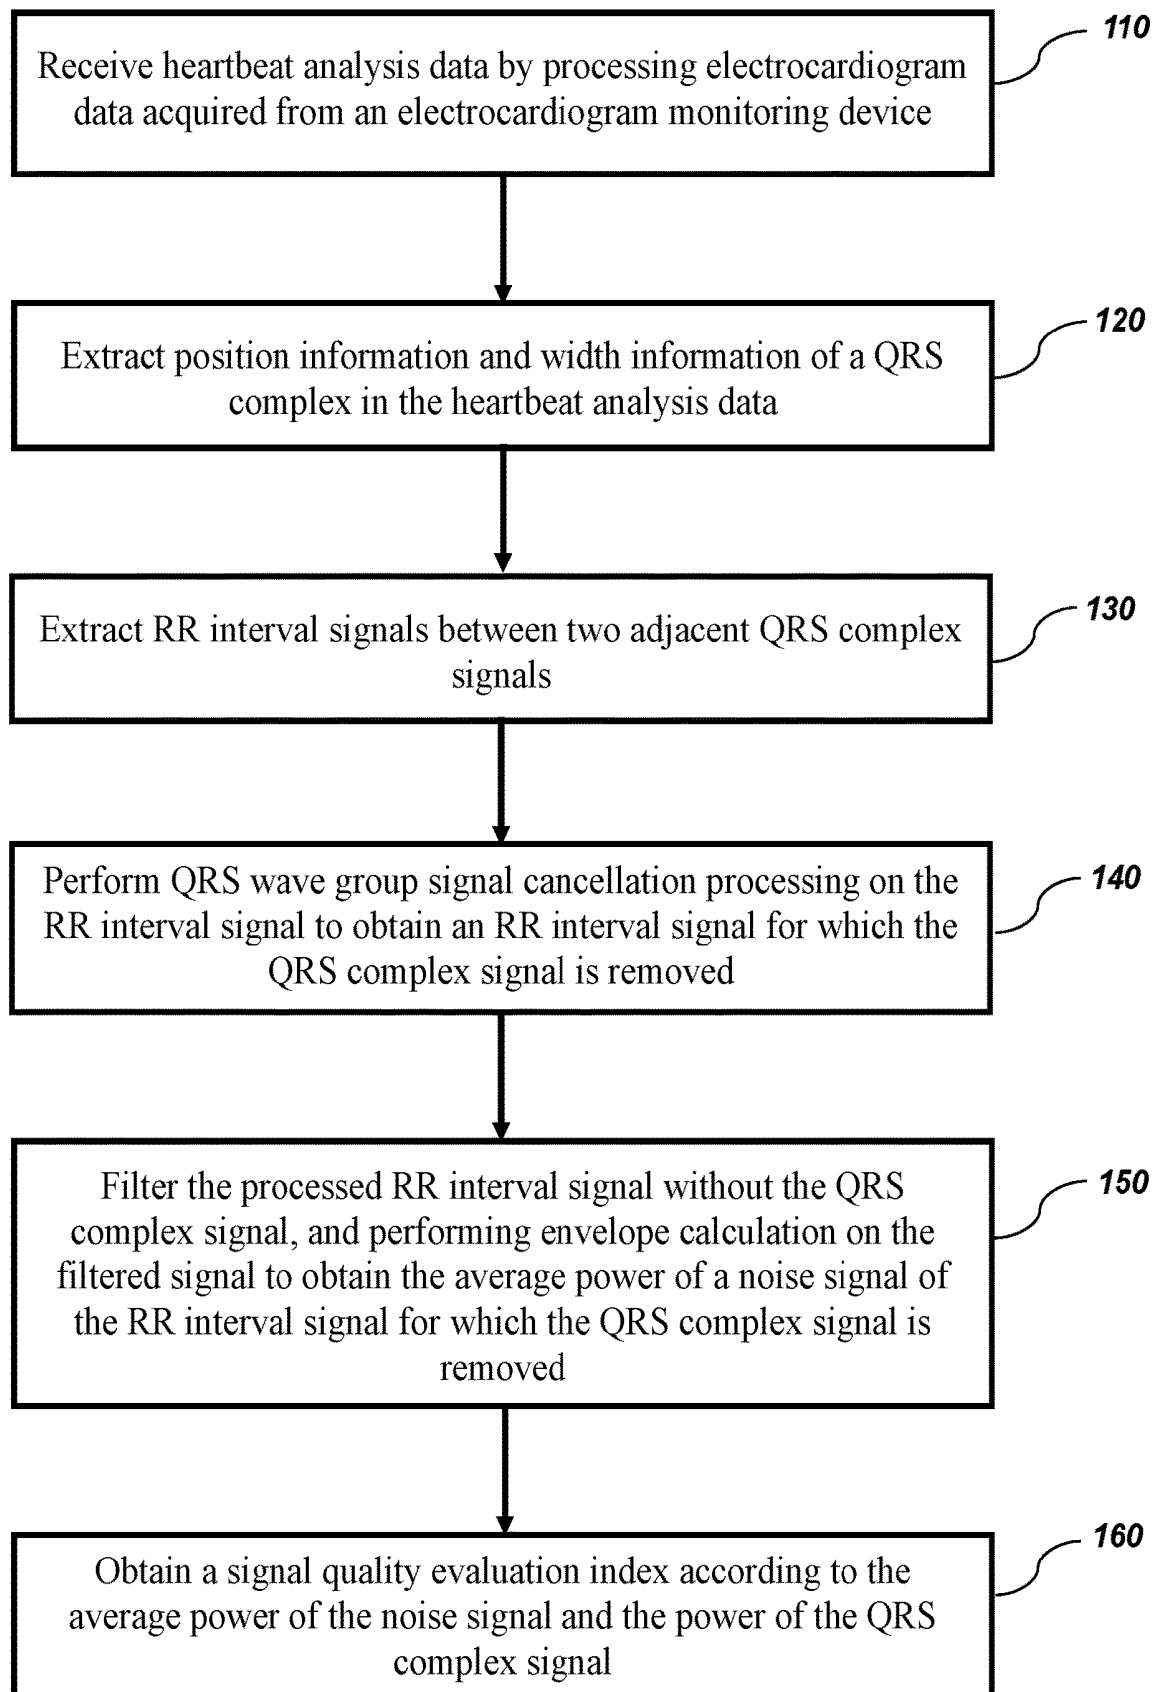 110
Receive heartbeat analysis data by processing electrocardiogram
data acquired from an electrocardiogram monitoring device
120
Extract position information and width information of a QRS
complex in the heartbeat analysis data
130
Extract RR interval signals between two adjacent QRS complex
signals
140
Perform QRS wave group signal cancellation processing on the
RR interval signal to obtain an RR interval signal for which the
QRS complex signal is removed
150
Filter the processed RR interval signal without the QRS
complex signal, and performing envelope calculation on the
filtered signal to obtain the average power of a noise signal of
the RR interval signal for which the QRS complex signal is
removed
160
Obtain a signal quality evaluation index according to the
average power of the noise signal and the power of the QRS
complex signal